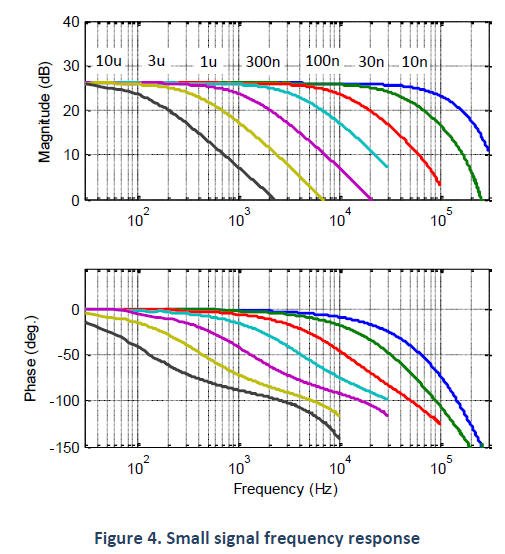 40
30
20
10
0
Magnitude (dB)
10u 3u 1u 300n 100n 30n 10n
10² 10³ 10⁴ 10⁵
0
-50
-100
-150
Phase (deg.)
10² 10³ 10⁴ 10⁵
Frequency (Hz)
Figure 4. Small signal frequency response